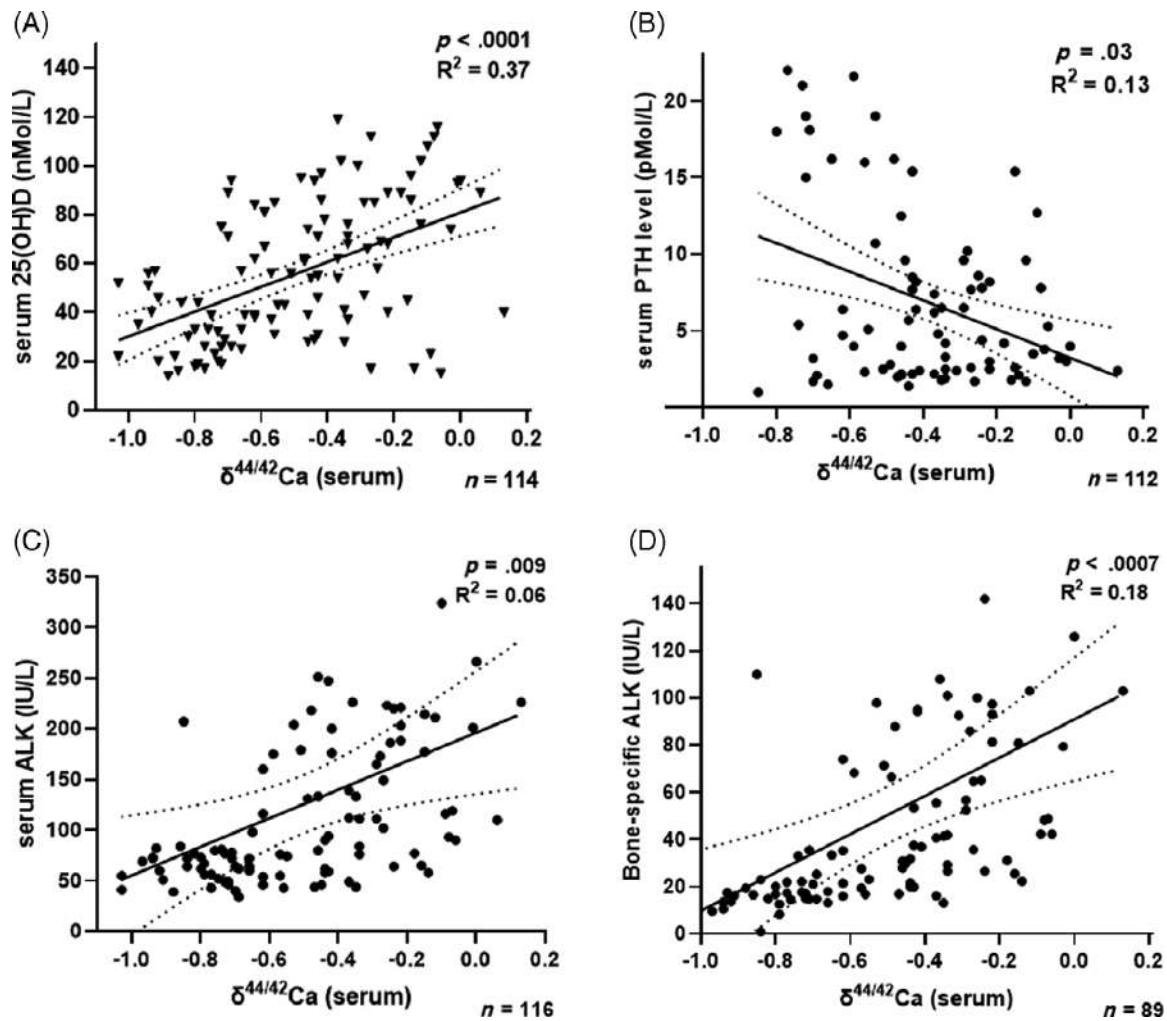 (A)
p < .0001
R² = 0.37
serum 25(OH)D (nMol/L)
140
120
100
80
60
40
20
0
-1.0 -0.8 -0.6 -0.4 -0.2 0.0 0.2
δ⁴⁴/⁴²Ca (serum)
n = 114
(B)
p = .03
R² = 0.13
serum PTH level (pMol/L)
20
15
10
5
-1.0 -0.8 -0.6 -0.4 -0.2 0.0 0.2
δ⁴⁴/⁴²Ca (serum)
n = 112
(C)
p = .009
R² = 0.06
serum ALK (IU/L)
350
300
250
200
150
100
50
0
-1.0 -0.8 -0.6 -0.4 -0.2 0.0 0.2
δ⁴⁴/⁴²Ca (serum)
n = 116
(D)
p < .0007
R² = 0.18
Bone-specific ALK (IU/L)
140
120
100
80
60
40
20
0
-1.0 -0.8 -0.6 -0.4 -0.2 0.0 0.2
δ⁴⁴/⁴²Ca (serum)
n = 89